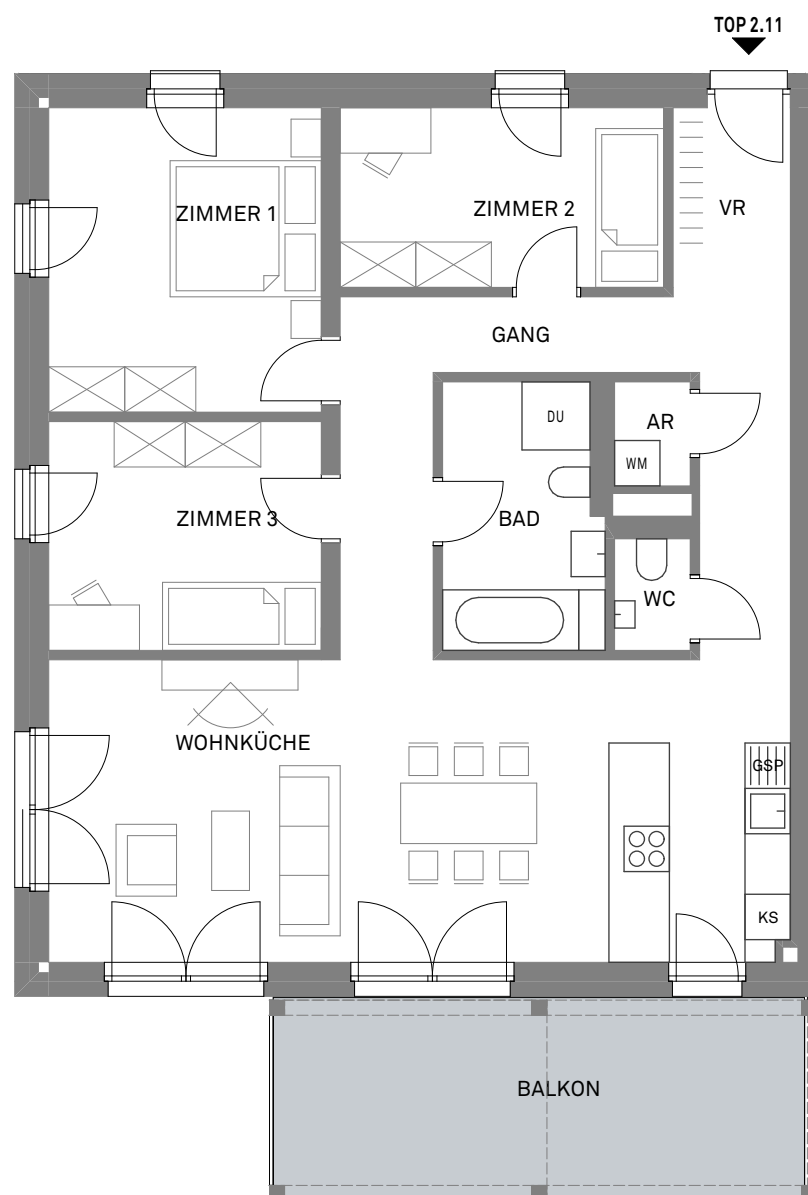 TOP 2.11
ZIMMER 1
ZIMMER 2
VR
GANG
DU
AR
WM
ZIMMER 3
BAD
WC
WOHNKÜCHE
GSP
KS
BALKON